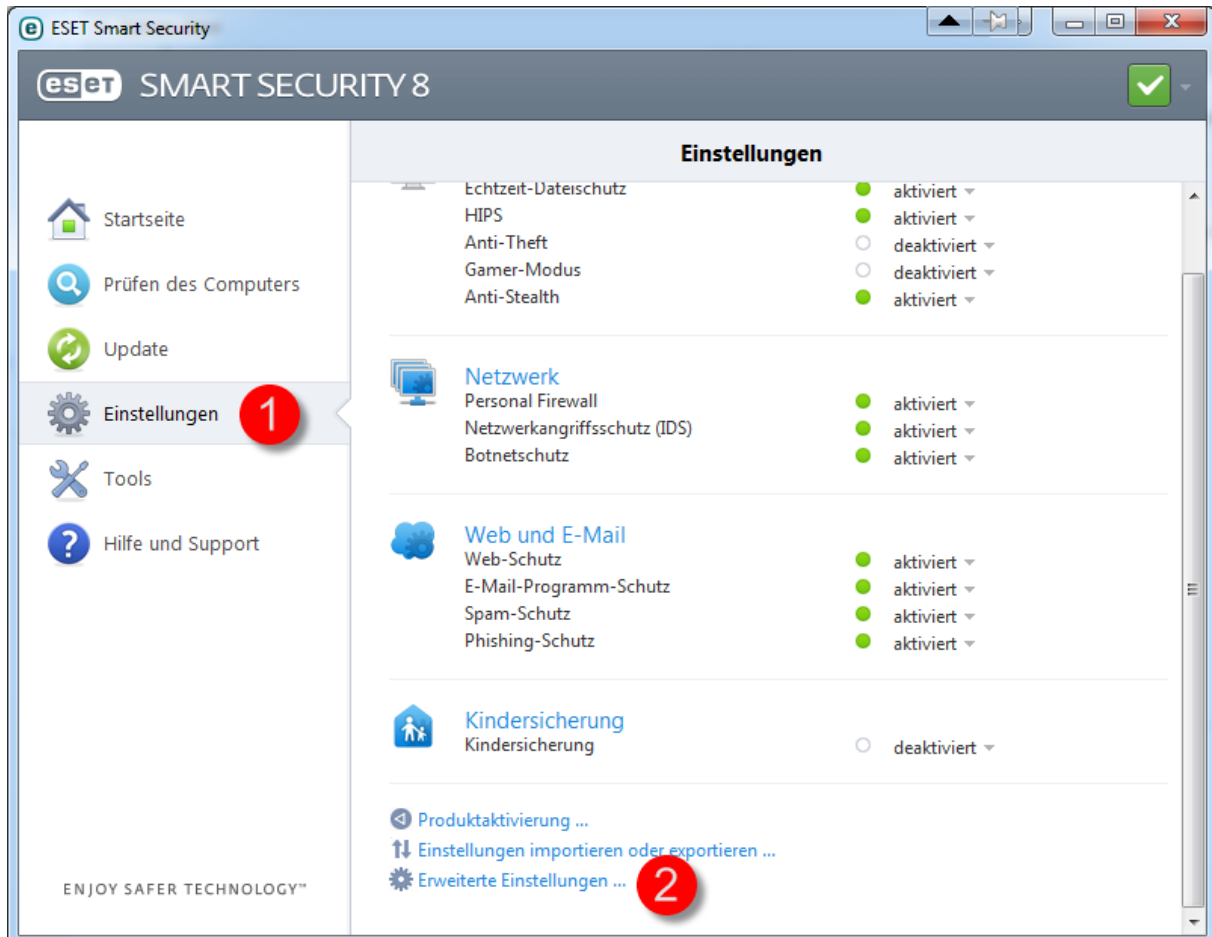 ESET Smart Security
eset SMART SECURITY 8
Einstellungen
Startseite
Prüfen des Computers
Update
Einstellungen 1
Tools
Hilfe und Support
ENJOY SAFER TECHNOLOGY™
Echtzeit-Dateischutz aktiviert
HIPS aktiviert
Anti-Theft deaktiviert
Gamer-Modus deaktiviert
Anti-Stealth aktiviert
Netzwerk
Personal Firewall aktiviert
Netzwerkangriffsschutz (IDS) aktiviert
Botnetschutz aktiviert
Web und E-Mail
Web-Schutz aktiviert
E-Mail-Programm-Schutz aktiviert
Spam-Schutz aktiviert
Phishing-Schutz aktiviert
Kindersicherung
Kindersicherung deaktiviert
Produktaktivierung ...
Einstellungen importieren oder exportieren ...
Erweiterte Einstellungen ... 2